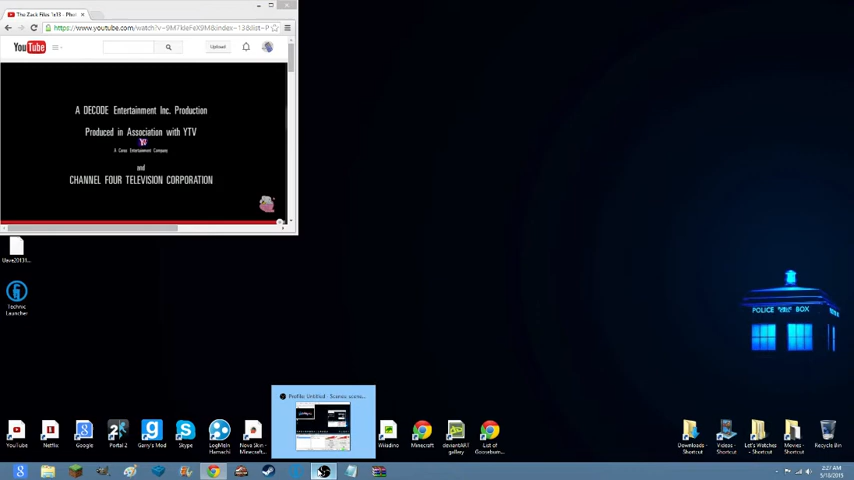 The Zack Files 1x13 - Pho
https://www.youtube.com/watch?v=9M7kleFeX9M&index=13&list=P
YouTube
Upload
A DECODE Entertainment Inc. Production
Produced in Association with YTV
A Corus Entertainment Company
and
CHANNEL FOUR TELEVISION CORPORATION
Technic
Launcher
POLICE BOX
Profile: Untitled - Scenes: scene...
YouTube
Netflix
Google
Portal 2
Garry's Mod
Skype
LogMeIn
Hamachi
Nova Skin -
Minecraft...
Wikiadino
Minecraft
deviantART
gallery
List of
Goosebum...
Downloads -
Shortcut
Videos -
Shortcut
Let's Watches
- Shortcut
Movies -
Shortcut
Recycle Bin
2:27 AM
5/18/2015